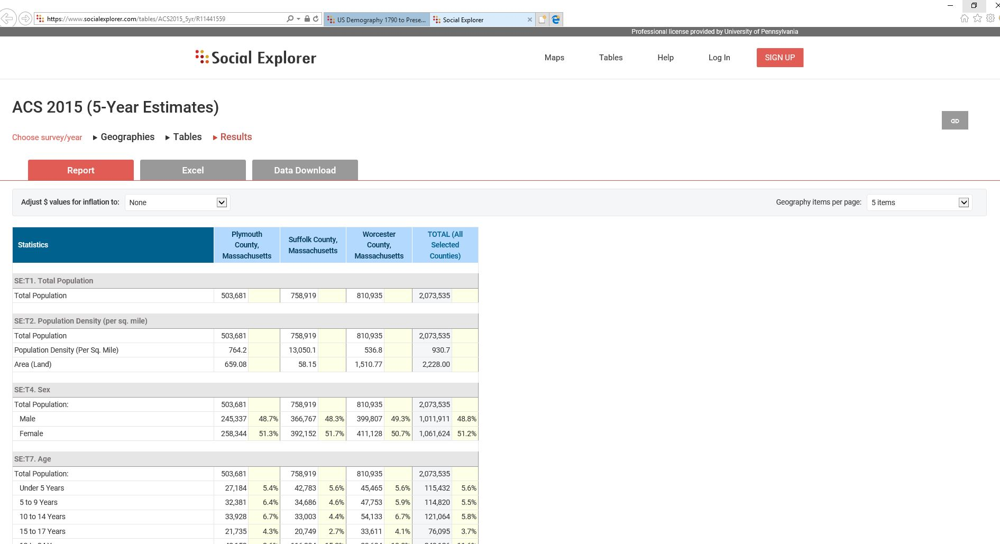 https://www.socialexplorer.com/tables/ACS2015_5yr/R11441559
US Demography 1790 to Prese...
Social Explorer
Professional license provided by University of Pennsylvania
Social Explorer
Maps
Tables
Help
Log In
SIGN UP
ACS 2015 (5-Year Estimates)
Choose survey/year
Geographies
Tables
Results
Report
Excel
Data Download
Adjust $ values for inflation to:
None
Geography items per page:
5 items
Statistics
Plymouth
County,
Massachusetts
Suffolk County,
Massachusetts
Worcester
County,
Massachusetts
TOTAL (All
Selected
Counties)
SE:T1. Total Population
Total Population 503,681 758,919 810,935 2,073,535
SE:T2. Population Density (per sq. mile)
Total Population 503,681 758,919 810,935 2,073,535
Population Density (Per Sq. Mile) 764.2 13,050.1 536.8 930.7
Area (Land) 659.08 58.15 1,510.77 2,228.00
SE:T4. Sex
Total Population: 503,681 758,919 810,935 2,073,535
Male 245,337 48.7% 366,767 48.3% 399,807 49.3% 1,011,911 48.8%
Female 258,344 51.3% 392,152 51.7% 411,128 50.7% 1,061,624 51.2%
SE:T7. Age
Total Population: 503,681 758,919 810,935 2,073,535
Under 5 Years 27,184 5.4% 42,783 5.6% 45,465 5.6% 115,432 5.6%
5 to 9 Years 32,381 6.4% 34,686 4.6% 47,753 5.9% 114,820 5.5%
10 to 14 Years 33,928 6.7% 33,003 4.4% 54,133 6.7% 121,064 5.8%
15 to 17 Years 21,735 4.3% 20,749 2.7% 33,611 4.1% 76,095 3.7%